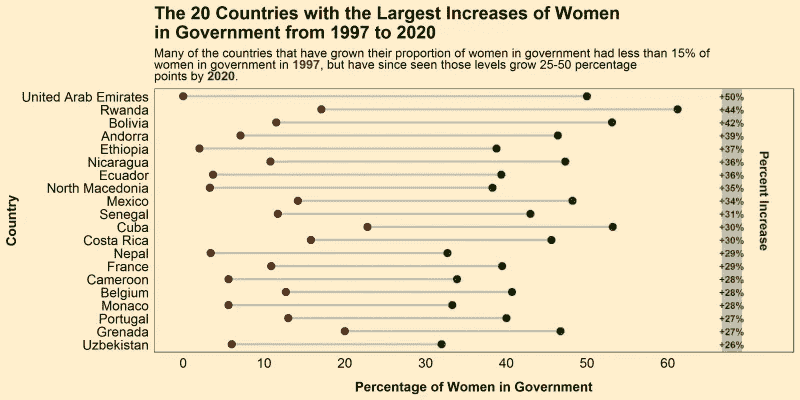 The 20 Countries with the Largest Increases of Women
in Government from 1997 to 2020
Many of the countries that have grown their proportion of women in government had less than 15% of
women in government in 1997, but have since seen those levels grow 25-50 percentage
points by 2020.
Country
United Arab Emirates +50%
Rwanda +44%
Bolivia +42%
Andorra +39%
Ethiopia +37%
Nicaragua +36%
Ecuador +36%
North Macedonia +35%
Mexico +34%
Senegal +31%
Cuba +30%
Costa Rica +30%
Nepal +29%
France +29%
Cameroon +28%
Belgium +28%
Monaco +28%
Portugal +27%
Grenada +27%
Uzbekistan +26%
Percent Increase
0 10 20 30 40 50 60
Percentage of Women in Government